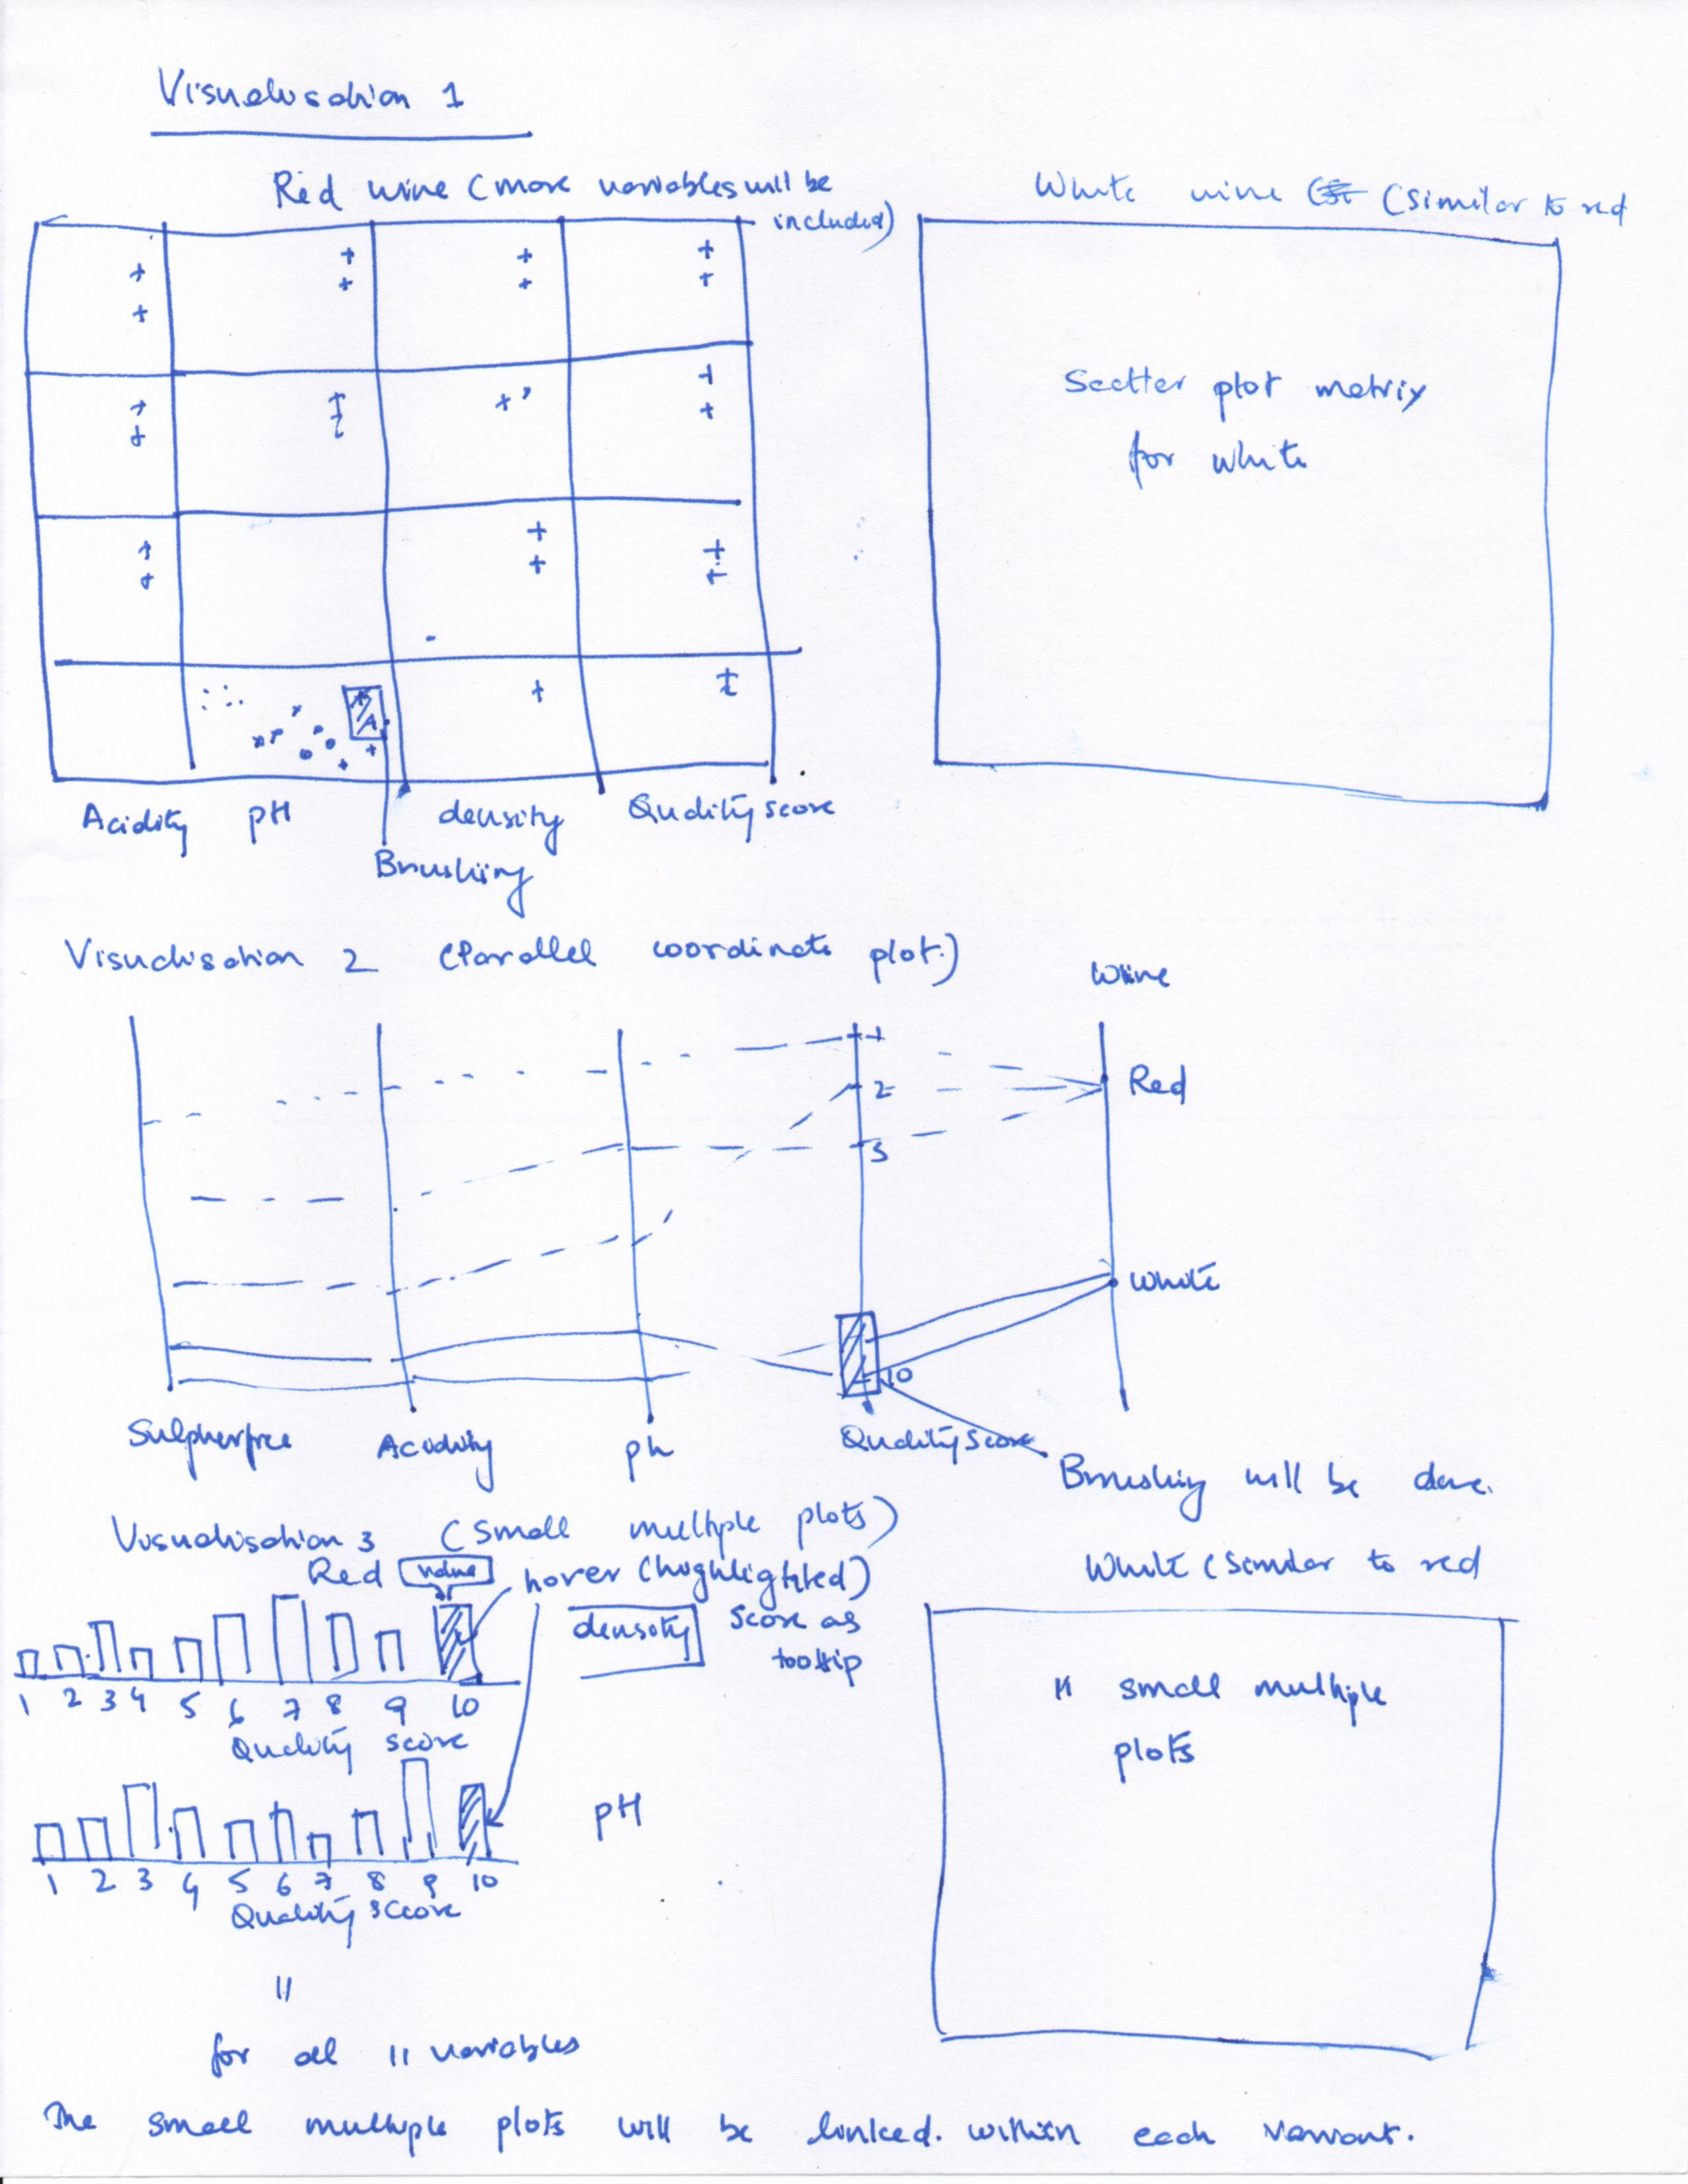 Visualisation 1
Red wine (more variables will be
included)
White wine (similar to red
Scatter plot matrix
for white
Acidity pH density Quality score
Brushing
Visualisation 2 (Parallel coordinate plot.)
Wine
1
2
3
Red
White
10
Sulpherfree Acidity ph Quality score
Brushing will be done.
Visualisation 3 (Small multiple plots)
Red value hover (highlighted)
density score as
tooltip
1 2 3 4 5 6 7 8 9 10
Quality score
pH
1 2 3 4 5 6 7 8 9 10
Quality score
White (Similar to red
11 small multiple
plots
11
for all 11 variables
The small multiple plots will be linked. within each variant.